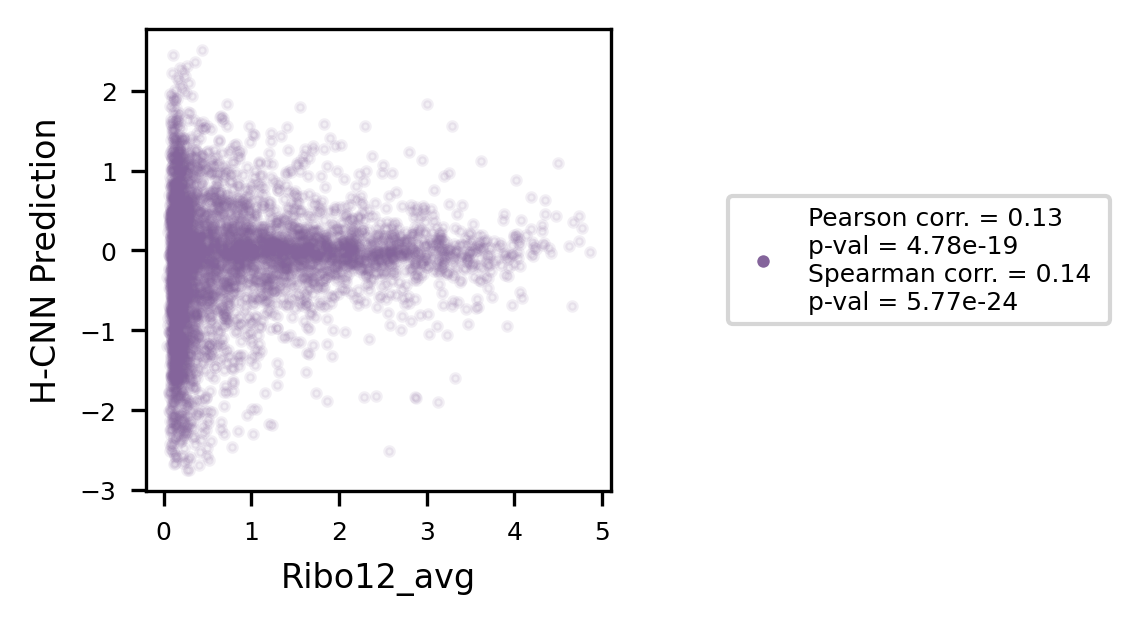 2
1
0
−1
−2
−3
H-CNN Prediction
0 1 2 3 4 5
Ribo12_avg
Pearson corr. = 0.13
p-val = 4.78e-19
Spearman corr. = 0.14
p-val = 5.77e-24